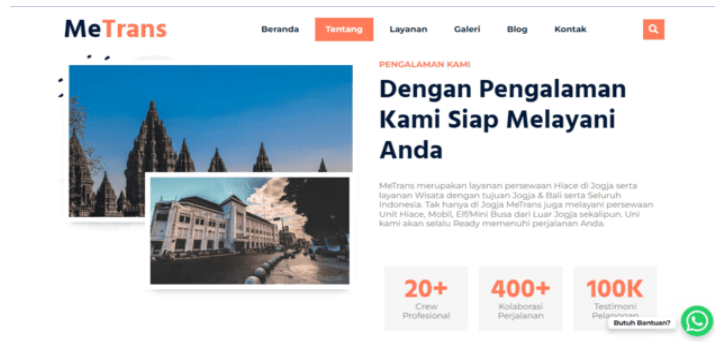 MeTrans
Beranda Tentang Layanan Galeri Blog Kontak
PENGALAMAN KAMI
Dengan Pengalaman
Kami Siap Melayani
Anda
MeTrans merupakan layanan persewaan Hiace di Jogja serta
layanan Wisata dengan tujuan Jogja & Bali serta Seluruh
Indonesia. Tak hanya di Jogja MeTrans juga melayani persewaan
Unit Hiace, Mobil, Elf/Mini Busa dari Luar Jogja sekalipun. Uni
kami akan selalu Ready memenuhi perjalanan Anda.
20+
Crew
Profesional
400+
Kolaborasi
Perjalanan
100K
Testimoni
Pelanggan
Butuh Bantuan?